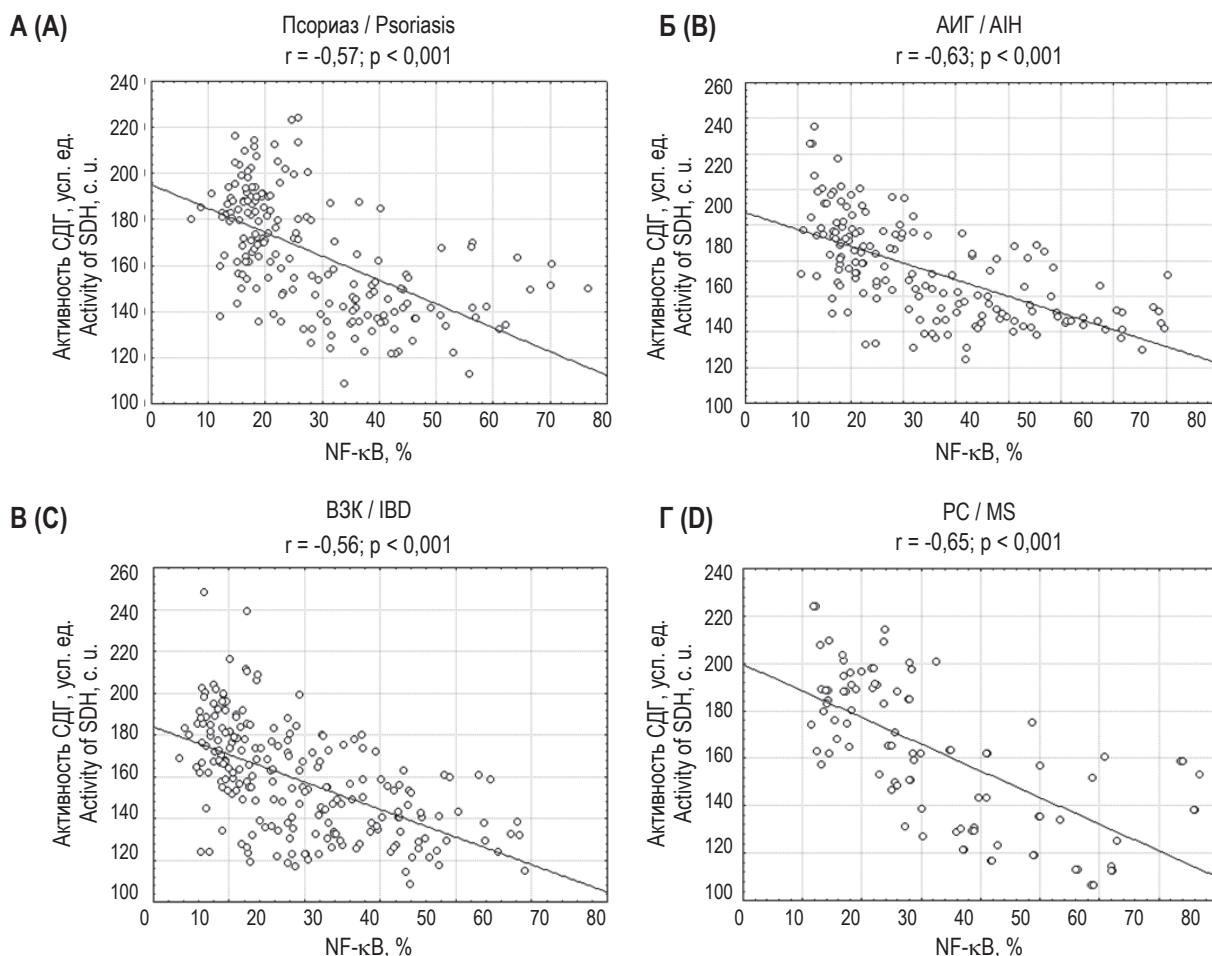 А (A)
Псориаз / Psoriasis
r = -0,57; p < 0,001
Активность СДГ, усл. ед.
Activity of SDH, c. u.
240
220
200
180
160
140
120
100
0 10 20 30 40 50 60 70 80
NF-κB, %
Б (B)
АИГ / AIH
r = -0,63; p < 0,001
Активность СДГ, усл. ед.
Activity of SDH, c. u.
260
240
220
200
180
160
140
120
100
0 10 20 30 40 50 60 70 80
NF-κB, %
В (C)
ВЗК / IBD
r = -0,56; p < 0,001
Активность СДГ, усл. ед.
Activity of SDH, c. u.
260
240
220
200
180
160
140
120
100
0 10 20 30 40 50 60 70 80
NF-κB, %
Г (D)
РС / MS
r = -0,65; p < 0,001
Активность СДГ, усл. ед.
Activity of SDH, c. u.
240
220
200
180
160
140
120
100
0 10 20 30 40 50 60 70 80
NF-κB, %